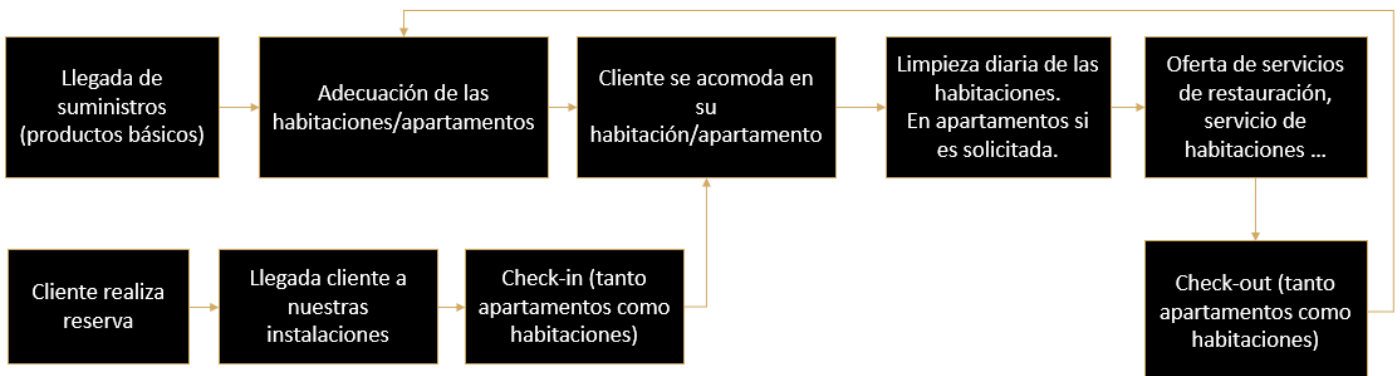 Llegada de
suministros
(productos básicos)
Adecuación de las
habitaciones/apartamentos
Cliente se acomoda en
su
habitación/apartamento
Limpieza diaria de las
habitaciones.
En apartamentos si
es solicitada.
Oferta de servicios
de restauración,
servicio de
habitaciones ...
Cliente realiza
reserva
Llegada cliente a
nuestras
instalaciones
Check-in (tanto
apartamentos como
habitaciones)
Check-out (tanto
apartamentos como
habitaciones)